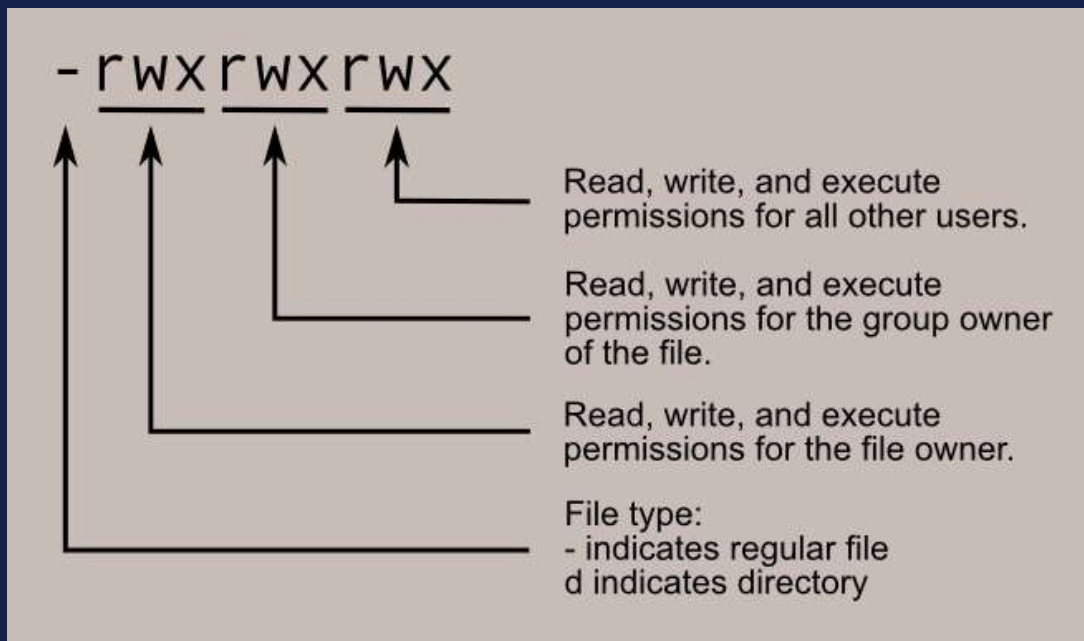 -rwxrwxrwx
Read, write, and execute
permissions for all other users.
Read, write, and execute
permissions for the group owner
of the file.
Read, write, and execute
permissions for the file owner.
File type:
- indicates regular file
d indicates directory